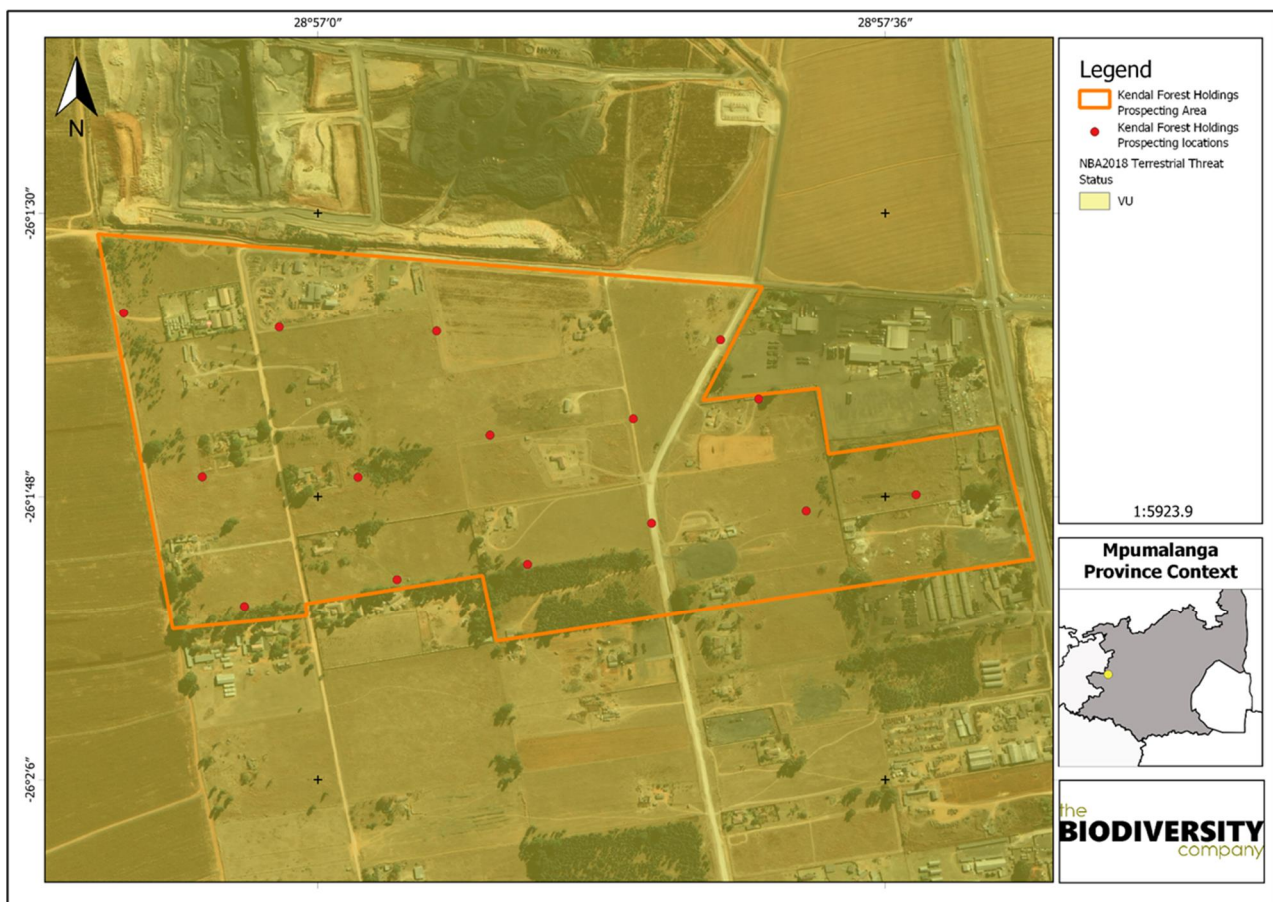 28°57'0"
28°57'36"
N
-26°1'30"
-26°1'48"
-26°2'6"
Legend
Kendal Forest Holdings
Prospecting Area
Kendal Forest Holdings
Prospecting locations
NBA2018 Terrestrial Threat
Status
VU
1:5923.9
Mpumalanga
Province Context
the
BIODIVERSITY
company